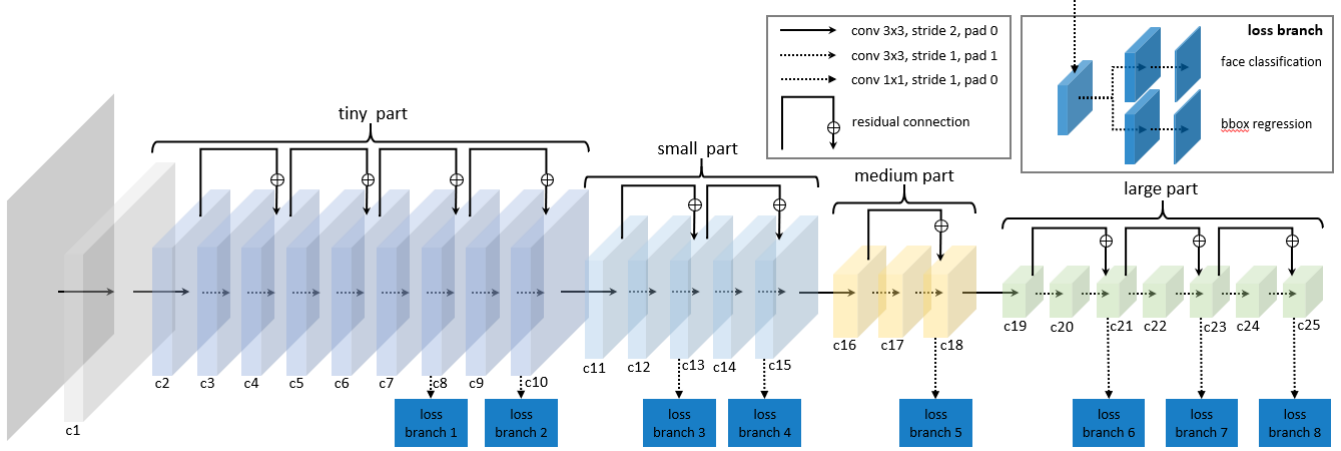 conv 3x3, stride 2, pad 0
conv 3x3, stride 1, pad 1
conv 1x1, stride 1, pad 0
residual connection
loss branch
face classification
bbox regression
tiny part
small part
medium part
large part
c1
c2
c3
c4
c5
c6
c7
c8
c9
c10
c11
c12
c13
c14
c15
c16
c17
c18
c19
c20
c21
c22
c23
c24
c25
loss
branch 1
loss
branch 2
loss
branch 3
loss
branch 4
loss
branch 5
loss
branch 6
loss
branch 7
loss
branch 8